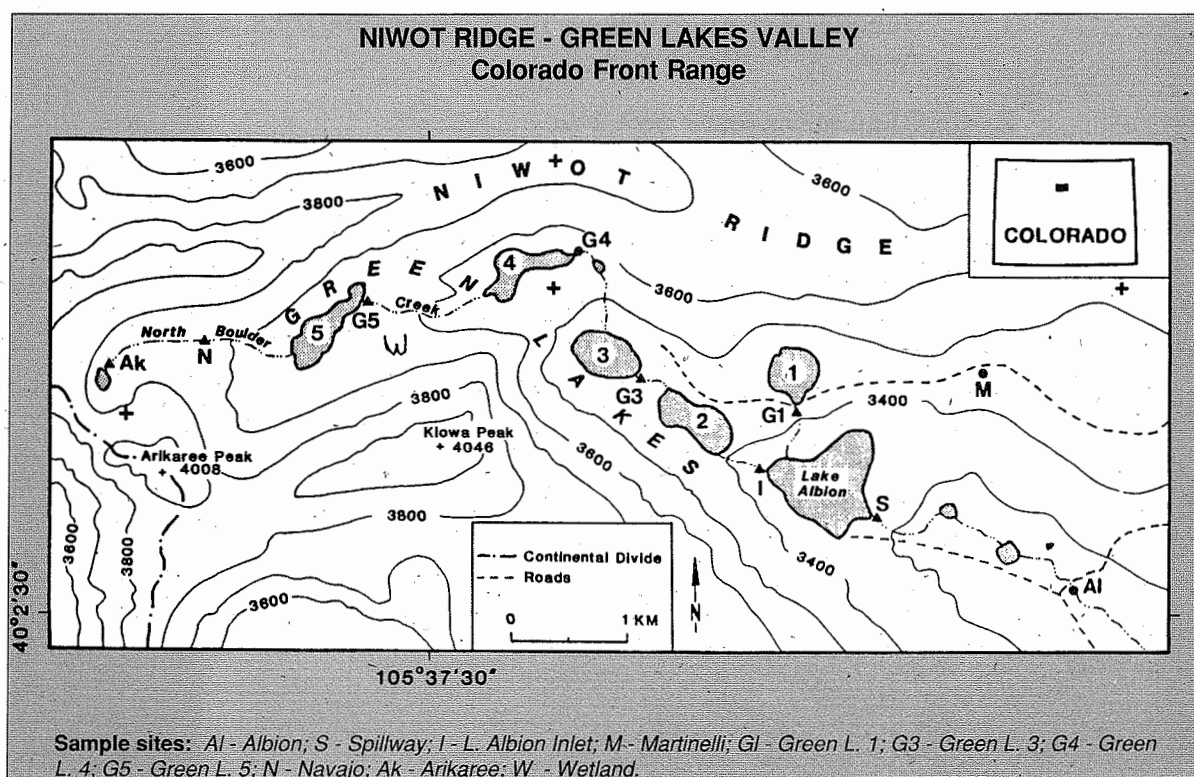 NIWOT RIDGE - GREEN LAKES VALLEY
Colorado Front Range
3600
NIWOT
3600
3800
RIDGE
COLORADO
G4
4
GREEN
Creek
3600
G5
5
North Boulder
N
W
Ak
L
A
K
E
S
3
G3
1
M
G1
3400
2
3800
Kiowa Peak
+ 4046
Arikaree Peak
+ 4008
3600
Lake
Albion
I
S
3800
3600
3800
3400
Continental Divide
Roads
0 1 KM
N
Al
3600
40°2'30"
105°37'30"
Sample sites: Al - Albion; S - Spillway; I - L. Albion Inlet; M - Martinelli; Gl - Green L. 1; G3 - Green L. 3; G4 - Green
L. 4; G5 - Green L. 5; N - Navajo; Ak - Arikaree; W - Wetland.